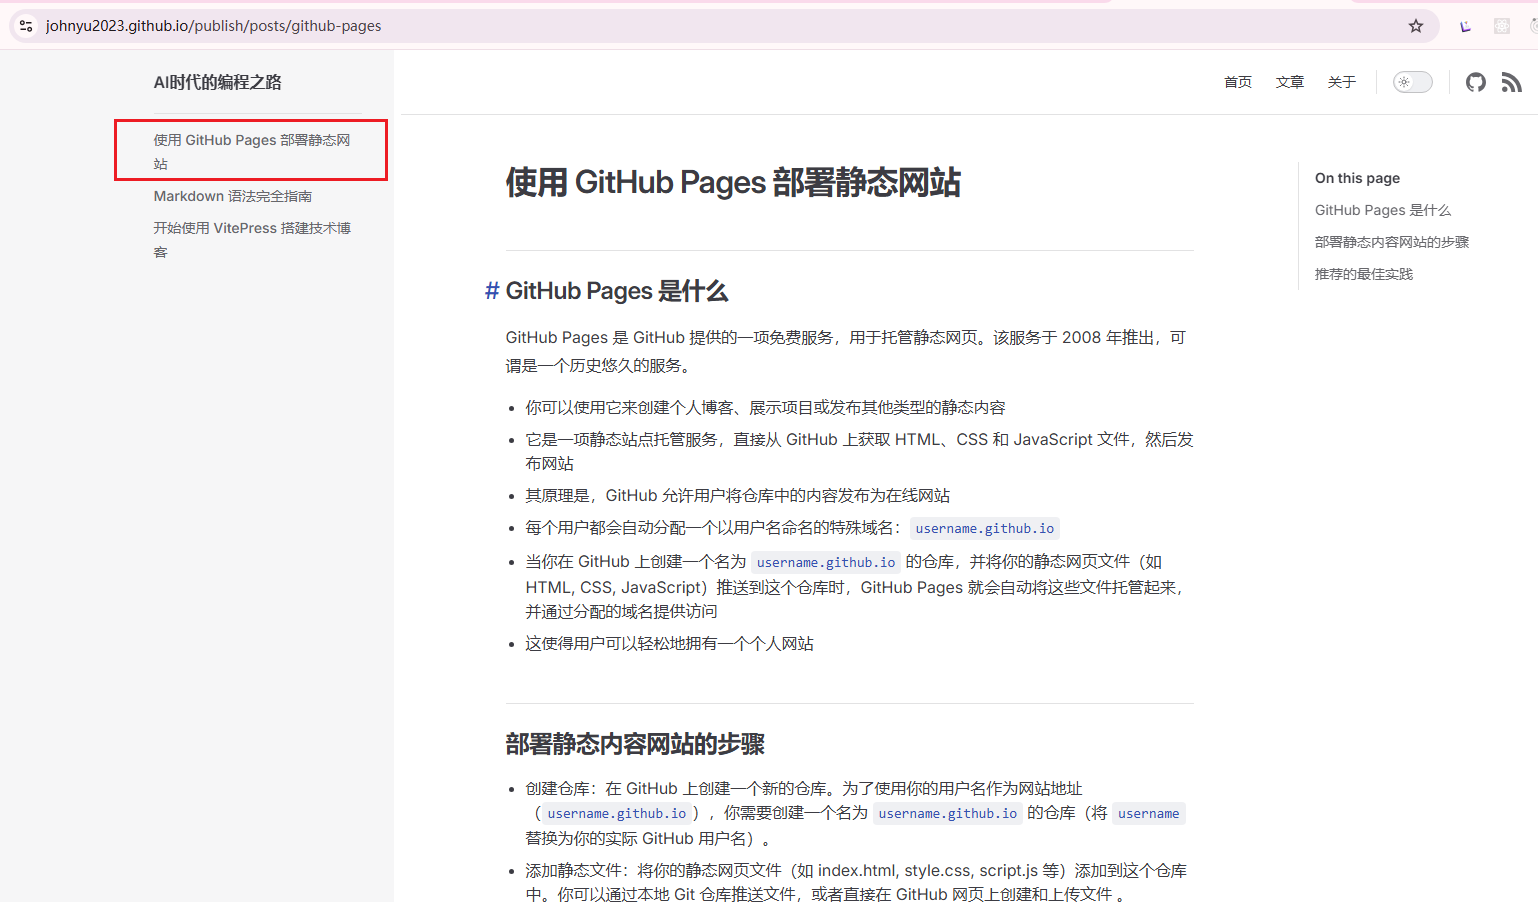 johnyu2023.github.io/publish/posts/github-pages
AI时代的编程之路
使用 GitHub Pages 部署静态网
站
Markdown 语法完全指南
开始使用 VitePress 搭建技术博
客
首页 文章 关于
使用 GitHub Pages 部署静态网站
# GitHub Pages 是什么
GitHub Pages 是 GitHub 提供的一项免费服务，用于托管静态网页。该服务于 2008 年推出，可
谓是一个历史悠久的服务。
• 你可以使用它来创建个人博客、展示项目或发布其他类型的静态内容
• 它是一项静态站点托管服务，直接从 GitHub 上获取 HTML、CSS 和 JavaScript 文件，然后发
布网站
• 其原理是，GitHub 允许用户将仓库中的内容发布为在线网站
• 每个用户都会自动分配一个以用户名命名的特殊域名： username.github.io
• 当你在 GitHub 上创建一个名为 username.github.io 的仓库，并将你的静态网页文件（如
HTML, CSS, JavaScript）推送到这个仓库时，GitHub Pages 就会自动将这些文件托管起来，
并通过分配的域名提供访问
• 这使得用户可以轻松地拥有一个个人网站
部署静态内容网站的步骤
• 创建仓库：在 GitHub 上创建一个新的仓库。为了使用你的用户名作为网站地址
（ username.github.io ），你需要创建一个名为 username.github.io 的仓库（将 username
替换为你的实际 GitHub 用户名）。
• 添加静态文件：将你的静态网页文件（如 index.html, style.css, script.js 等）添加到这个仓库
中。你可以通过本地 Git 仓库推送文件，或者直接在 GitHub 网页上创建和上传文件 。
On this page
GitHub Pages 是什么
部署静态内容网站的步骤
推荐的最佳实践